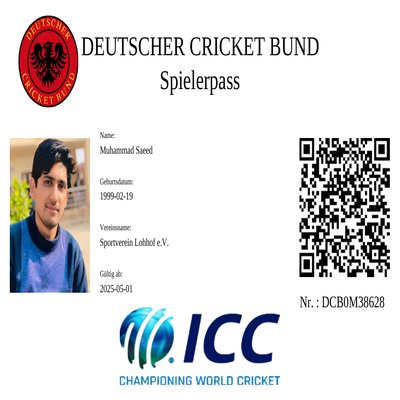 DEUTSCHER
CRICKET BUND
DEUTSCHER CRICKET BUND
Spielerpass
Name:
Muhammad Saeed
Geburtsdatum:
1999-02-19
Vereinsname:
Sportverein Lohhof e.V.
Gültig ab:
2025-05-01
Nr. : DCB0M38628
ICC
CHAMPIONING WORLD CRICKET